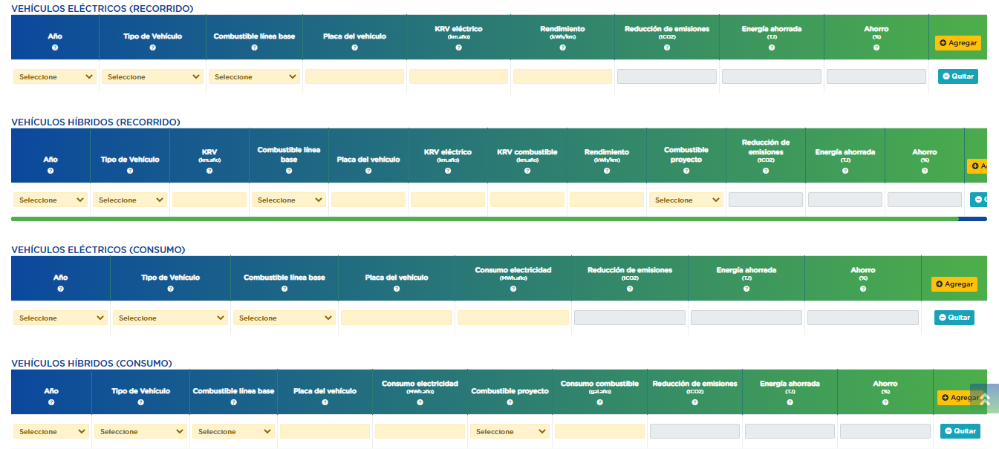 VEHÍCULOS ELÉCTRICOS (RECORRIDO)
Año Tipo de Vehículo Combustible línea base Placa del vehículo KRV eléctrico (km.año) Rendimiento (kWh/km) Reducción de emisiones (tCO2) Energía ahorrada (TJ) Ahorro (%) Agregar
Seleccione Seleccione Seleccione Quitar
VEHÍCULOS HÍBRIDOS (RECORRIDO)
Año Tipo de Vehículo KRV (km.año) Combustible línea base Placa del vehículo KRV eléctrico (km.año) KRV combustible (km.año) Rendimiento (kWh/km) Combustible proyecto Reducción de emisiones (tCO2) Energía ahorrada (TJ) Ahorro (%) A
Seleccione Seleccione Seleccione Seleccione
VEHÍCULOS ELÉCTRICOS (CONSUMO)
Año Tipo de Vehículo Combustible línea base Placa del vehículo Consumo electricidad (MWh.año) Reducción de emisiones (tCO2) Energía ahorrada (TJ) Ahorro (%) Agregar
Seleccione Seleccione Seleccione Quitar
VEHÍCULOS HÍBRIDOS (CONSUMO)
Año Tipo de Vehículo Combustible línea base Placa del vehículo Consumo electricidad (MWh.año) Combustible proyecto Consumo combustible (gal.año) Reducción de emisiones (tCO2) Energía ahorrada (TJ) Ahorro (%) Agregar
Seleccione Seleccione Seleccione Seleccione Quitar